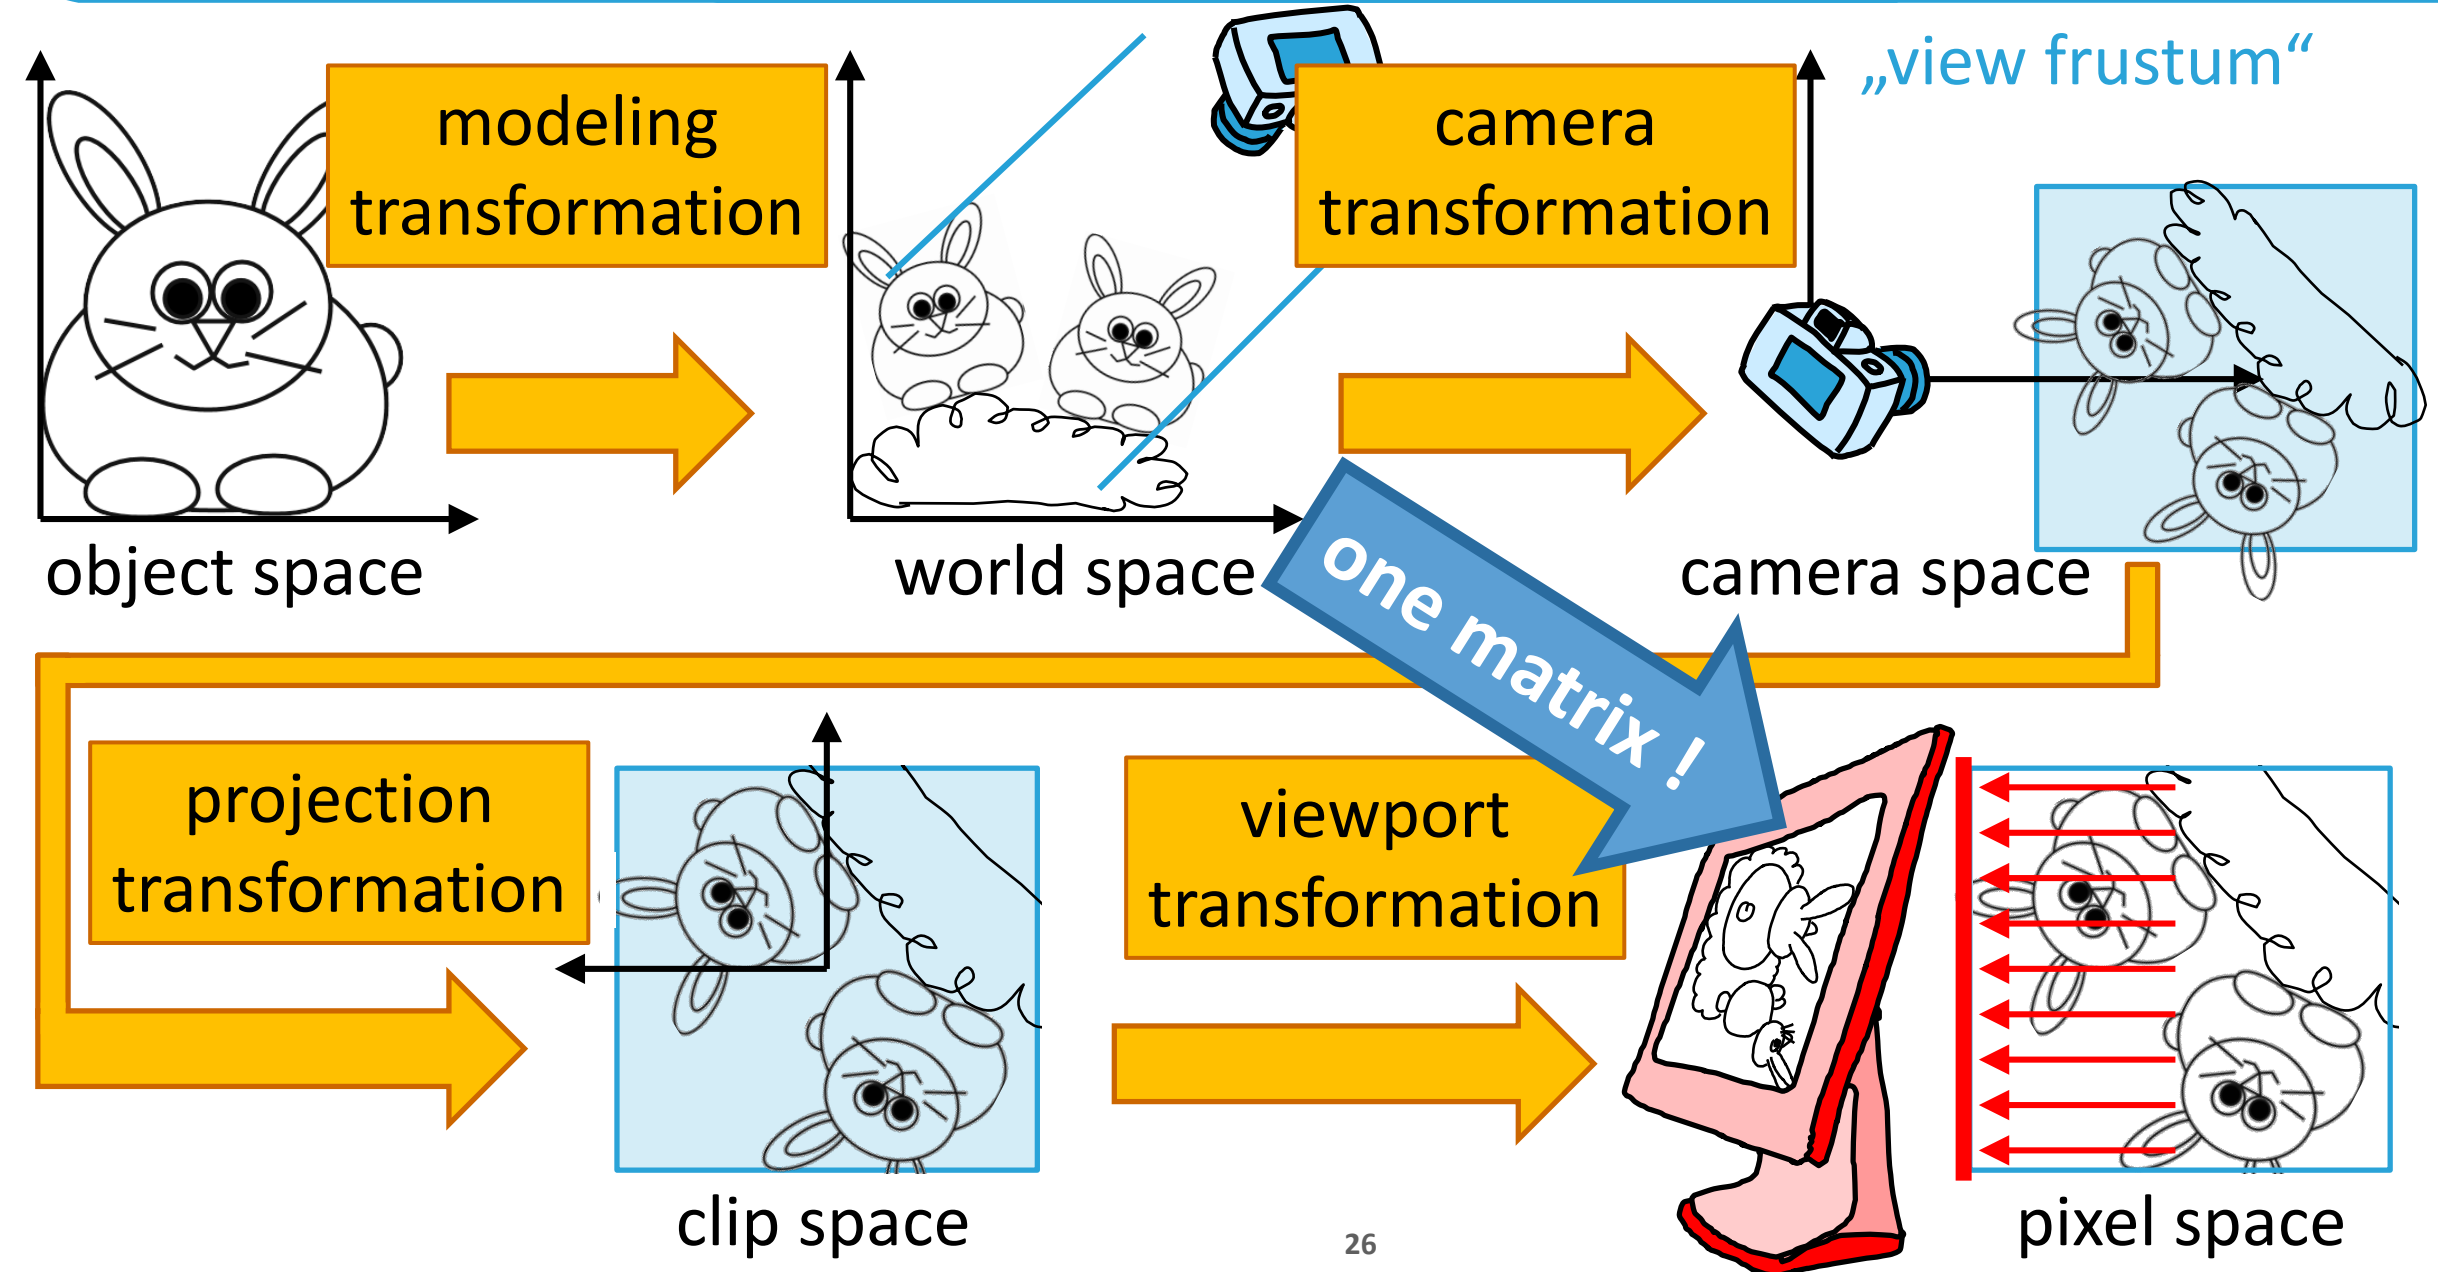 „view frustum“
modeling
transformation
camera
transformation
object space
world space
camera space
one matrix !
projection
transformation
viewport
transformation
clip space
pixel space
26